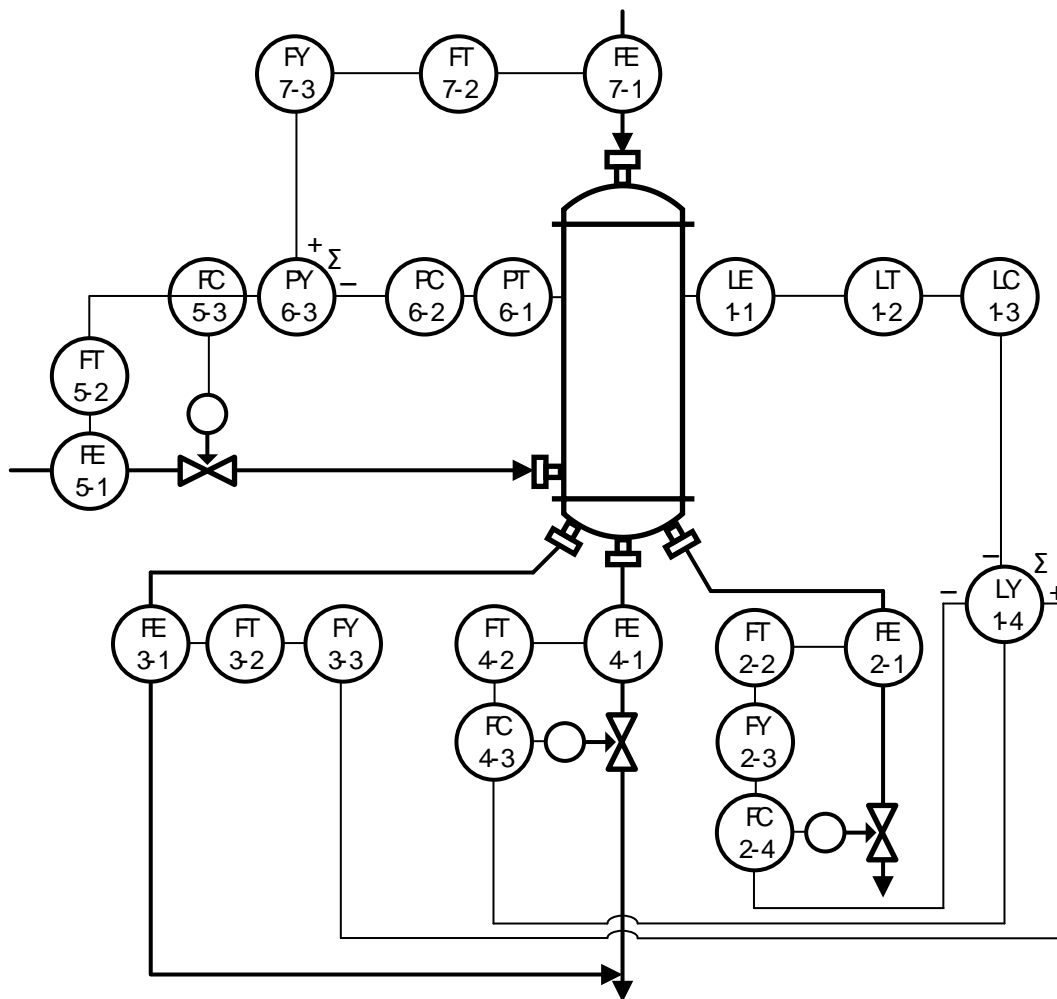 FY
7-3
FT
7-2
FE
7-1
+
Σ
−
FC
5-3
PY
6-3
PC
6-2
PT
6-1
LE
1-1
LT
1-2
LC
1-3
FT
5-2
FE
5-1
−
Σ
−
+
LY
1-4
FE
3-1
FT
3-2
FY
3-3
FT
4-2
FE
4-1
FT
2-2
FE
2-1
FC
4-3
FY
2-3
FC
2-4